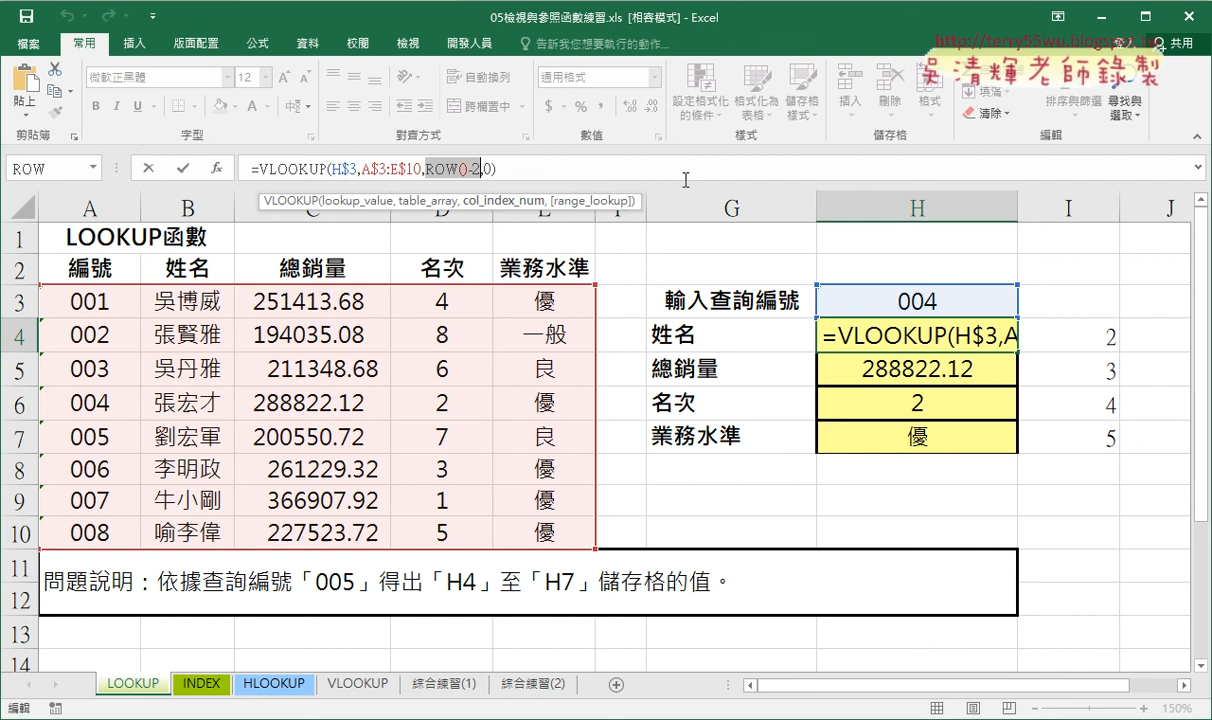 05檢視與參照函數練習.xls [相容模式] - Excel
http://terry55wu.blogspot.tw
吳清輝老師錄製
檔案 常用 插入 版面配置 公式 資料 校閱 檢視 開發人員 告訴我您想要執行的動作... 登入 共用
微軟正黑體 12 自動換列 通用格式
貼上 B I U 跨欄置中 設定格式化的條件 格式化為表格 儲存格樣式 插入 刪除 格式 填滿 清除 排序與篩選 尋找與選取
剪貼簿 字型 對齊方式 數值 樣式 儲存格 編輯
ROW =VLOOKUP(H$3,A$3:E$10,ROW()-2,0)
VLOOKUP(lookup_value, table_array, col_index_num, [range_lookup])
A B C D E F G H I J
1 LOOKUP函數
2 編號 姓名 總銷量 名次 業務水準
3 001 吳博威 251413.68 4 優 輸入查詢編號 004
4 002 張賢雅 194035.08 8 一般 姓名 =VLOOKUP(H$3,A 2
5 003 吳丹雅 211348.68 6 良 總銷量 288822.12 3
6 004 張宏才 288822.12 2 優 名次 2 4
7 005 劉宏軍 200550.72 7 良 業務水準 優 5
8 006 李明政 261229.32 3 優
9 007 牛小剛 366907.92 1 優
10 008 喻李偉 227523.72 5 優
11
問題說明：依據查詢編號「005」得出「H4」至「H7」儲存格的值。
12
13
14
LOOKUP INDEX HLOOKUP VLOOKUP 綜合練習(1) 綜合練習(2)
編輯 150%